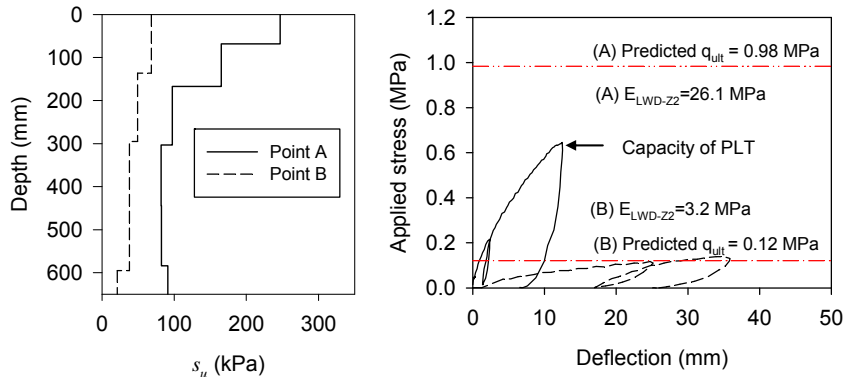 Depth (mm)
0
100
200
300
400
500
600
Point A
Point B
0 100 200 300
s_u (kPa)
Applied stress (MPa)
1.2
1.0
0.8
0.6
0.4
0.2
0.0
(A) Predicted q_ult = 0.98 MPa
(A) E_LWD-Z2=26.1 MPa
Capacity of PLT
(B) E_LWD-Z2=3.2 MPa
(B) Predicted q_ult = 0.12 MPa
0 10 20 30 40 50
Deflection (mm)